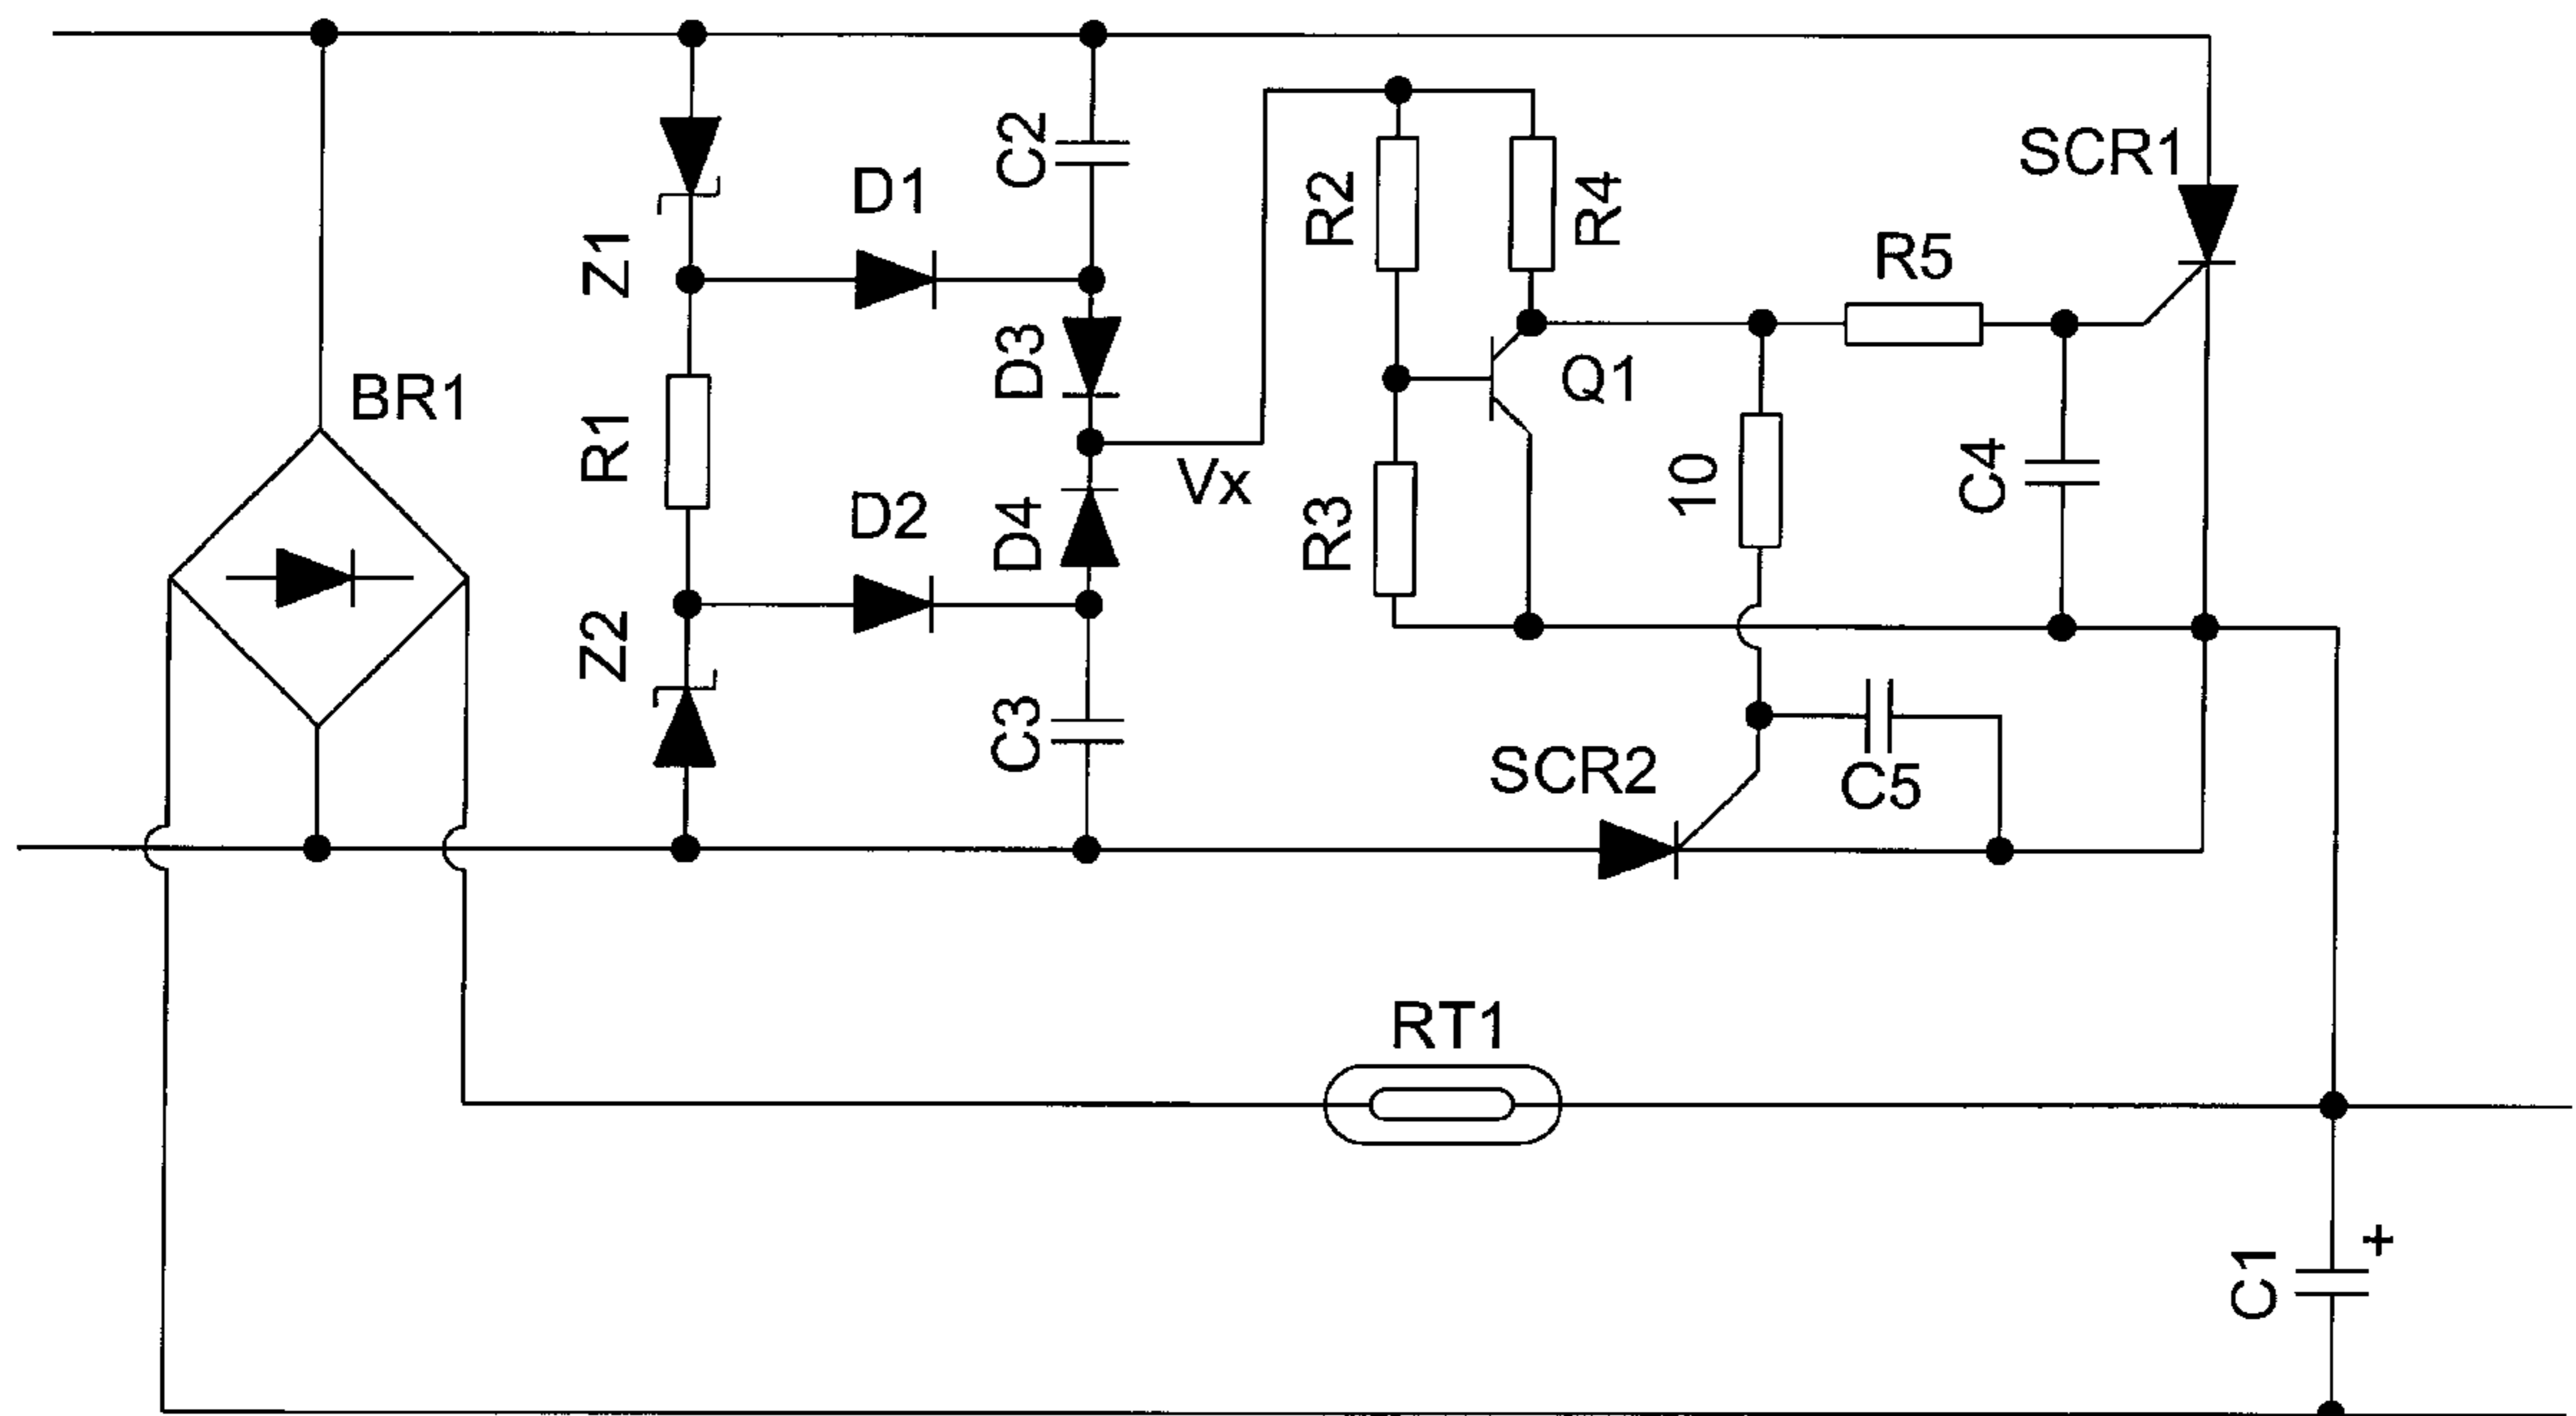 SCR1
C2
D1
R2
R4
R5
Z1
D3
BR1
Q1
R1
10
C4
Vx
D2
D4
R3
Z2
C3
SCR2
C5
RT1
+
C1